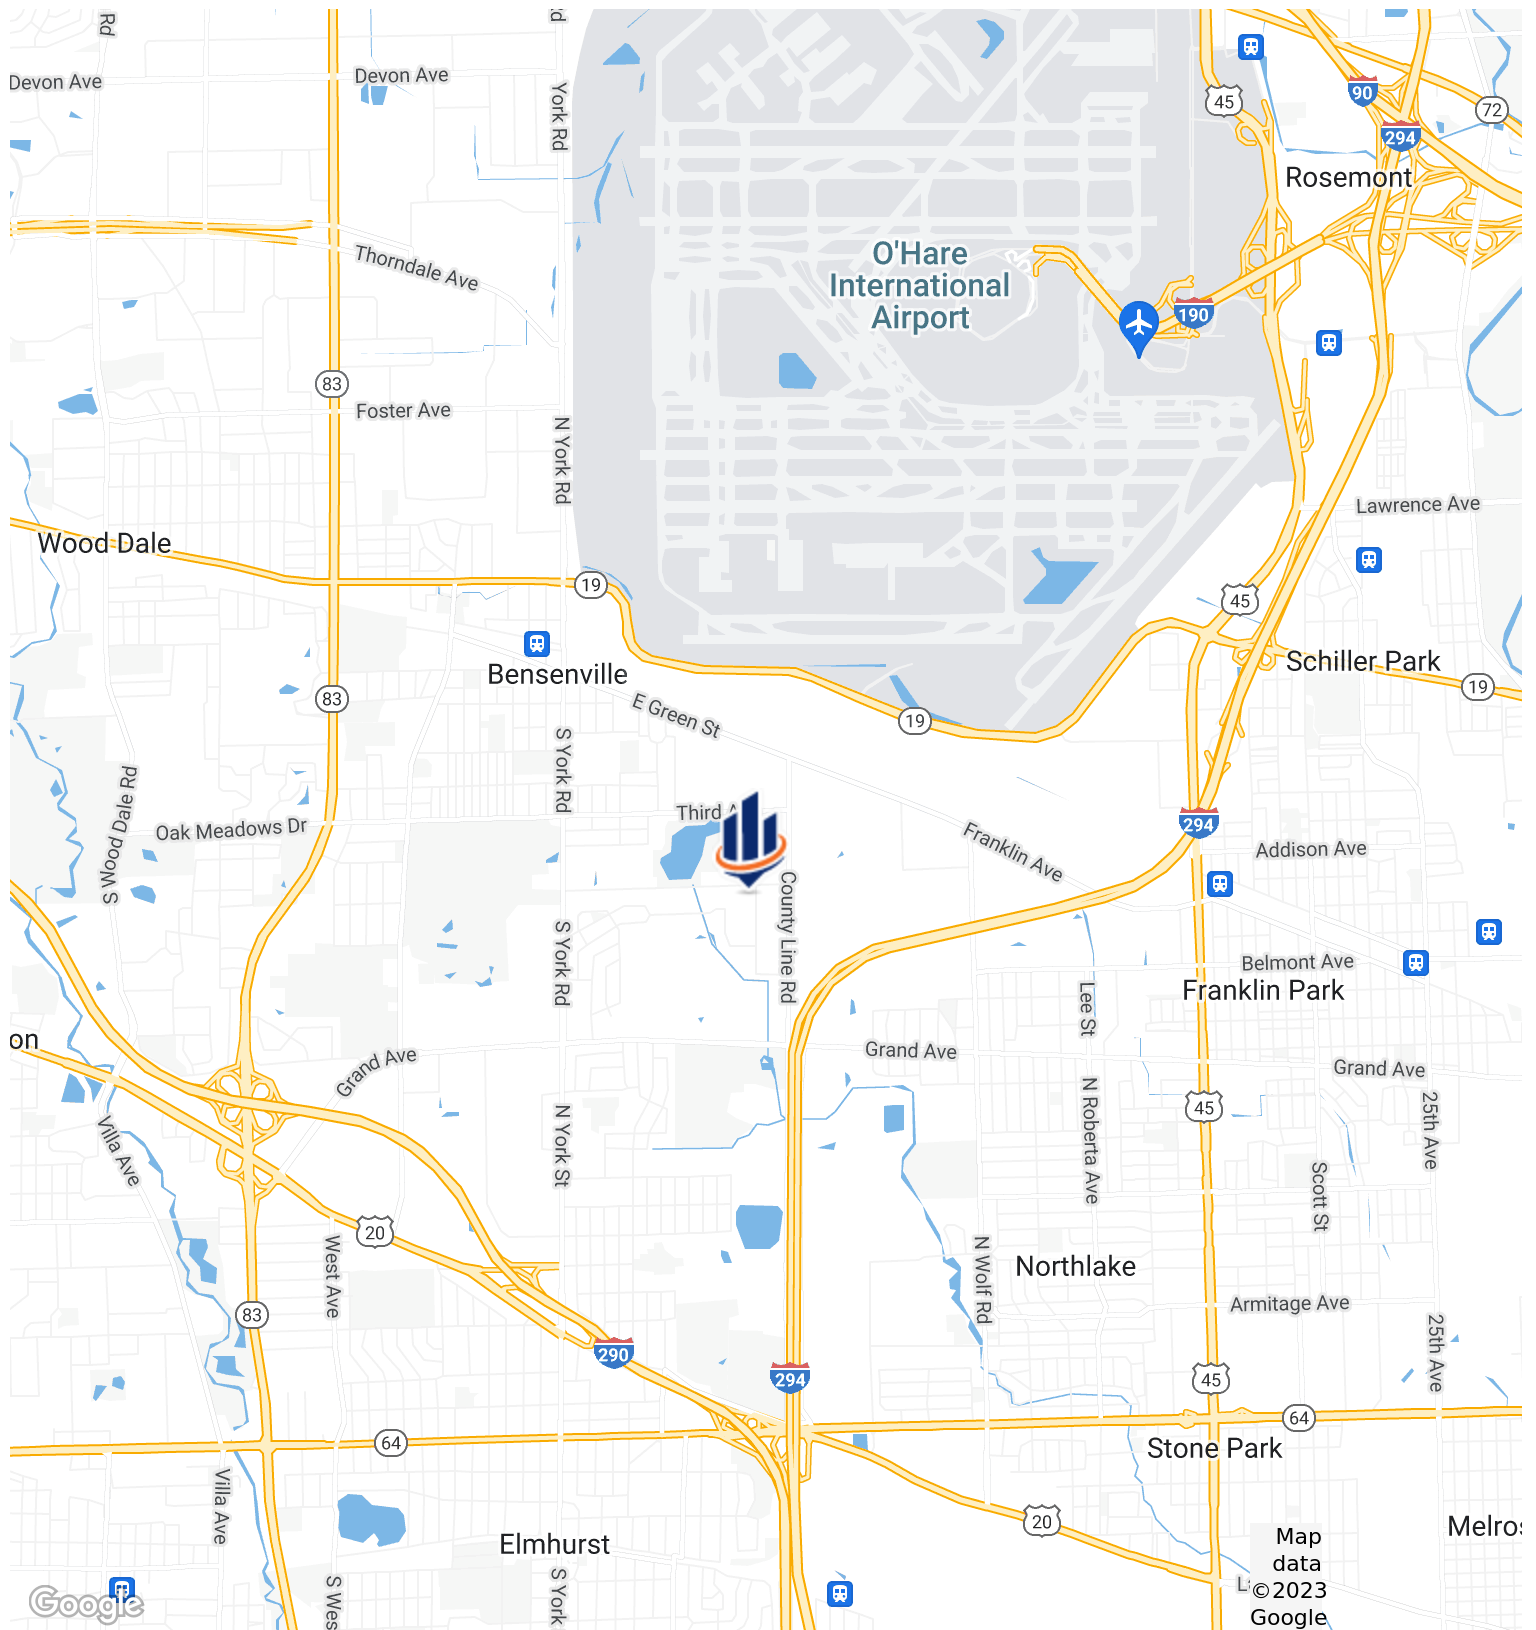 Rd
Rd
Devon Ave
Devon Ave
York Rd
45
90
72
294
Rosemont
O'Hare
International
Airport
Thorndale Ave
190
83
Foster Ave
N York Rd
Lawrence Ave
Wood Dale
19
45
Bensenville
Schiller Park
83
E Green St
19
19
S York Rd
S Wood Dale Rd
Oak Meadows Dr
Third
Franklin Ave
294
Addison Ave
County Line Rd
S York Rd
Belmont Ave
Franklin Park
Lee St
on
Grand Ave
Grand Ave
Grand Ave
Villa Ave
N York St
N Roberta Ave
45
25th Ave
Scott St
20
West Ave
N Wolf Rd
Northlake
83
Armitage Ave
25th Ave
290
294
45
64
64
Stone Park
Villa Ave
20
Elmhurst
S York
S Wes
Melros
Map
data
©2023
Google
Google